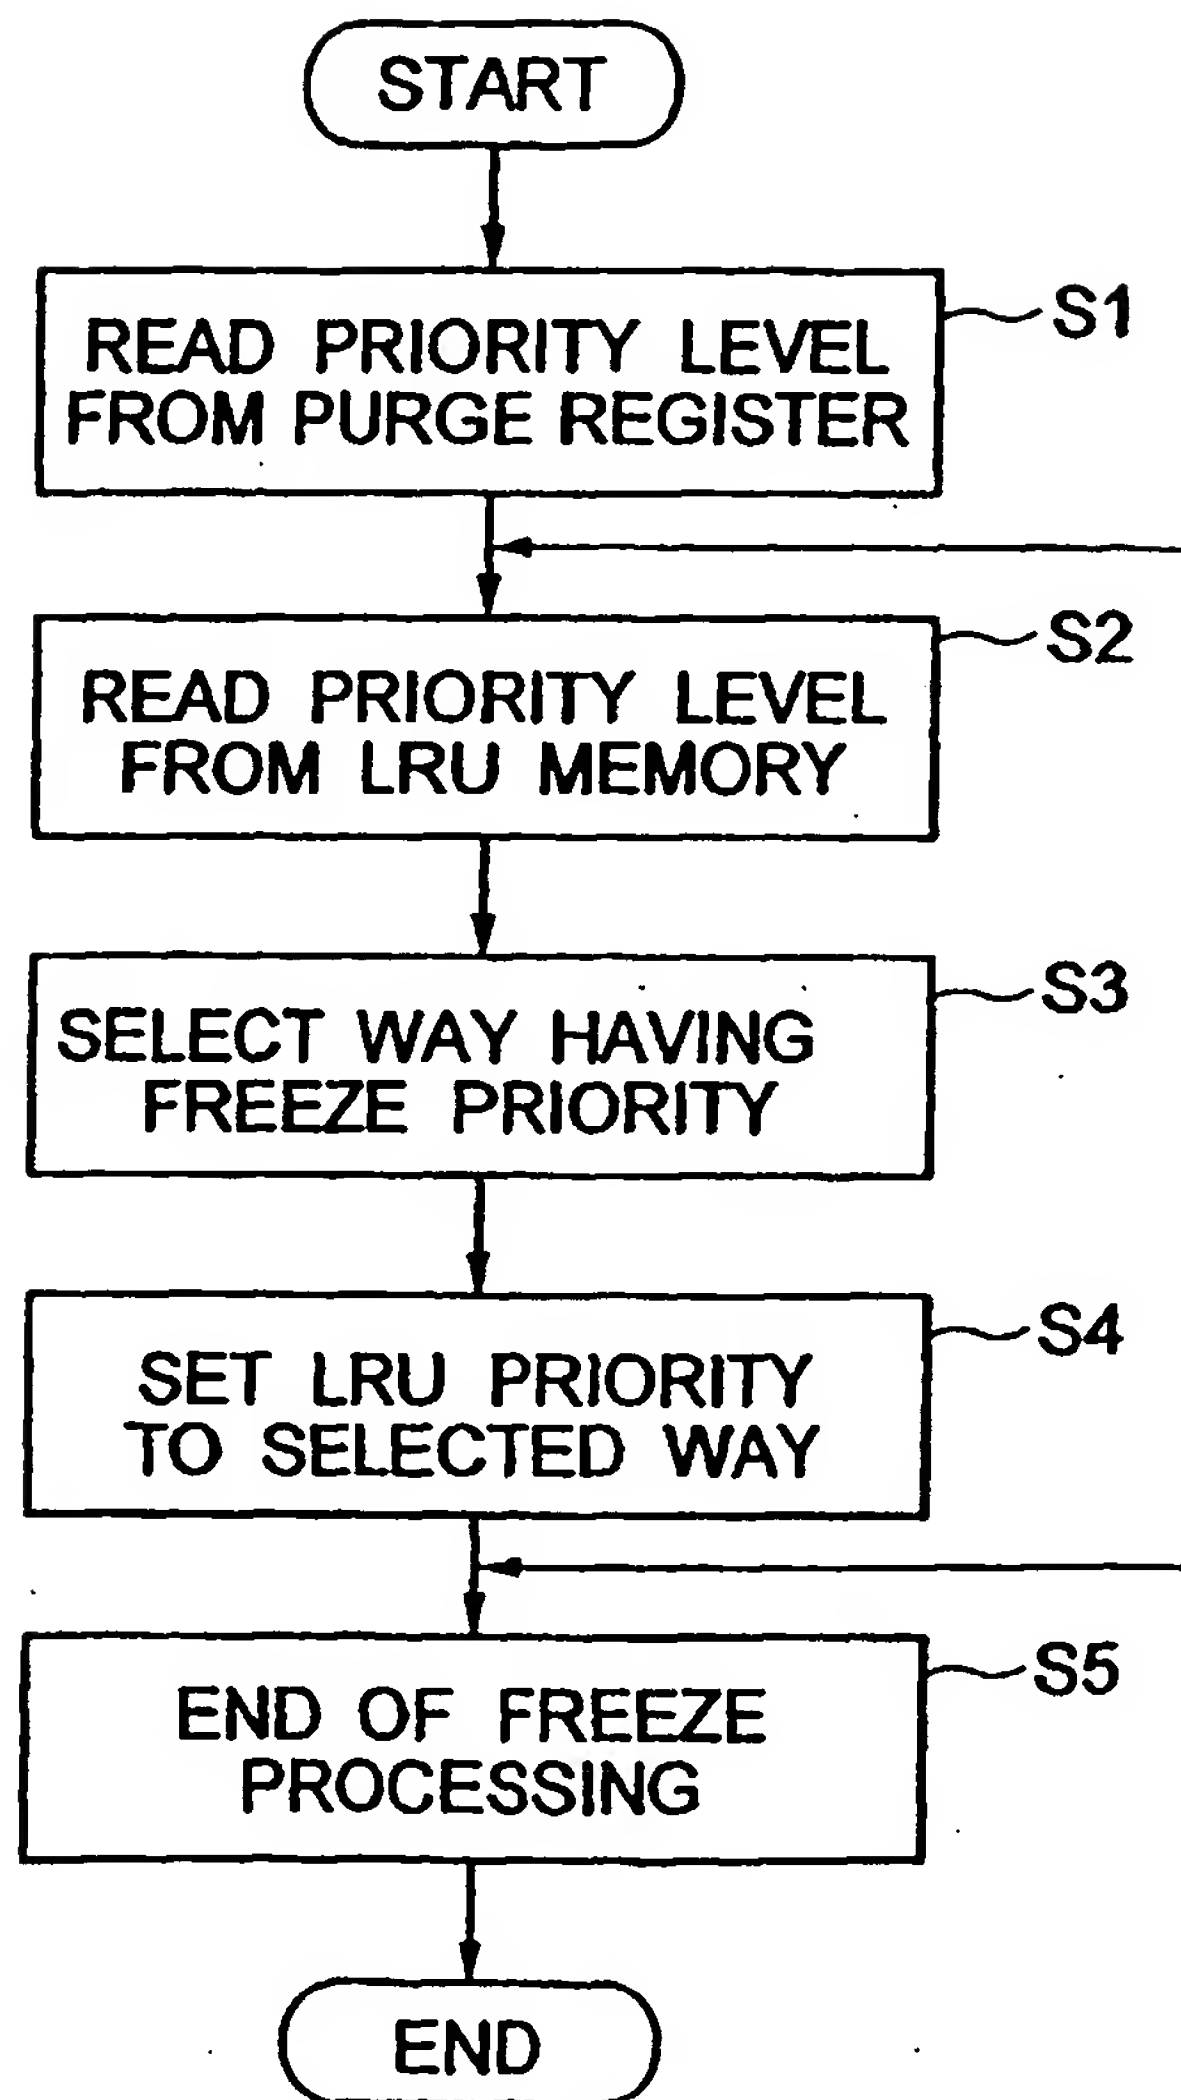 START
READ PRIORITY LEVEL
FROM PURGE REGISTER
S1
READ PRIORITY LEVEL
FROM LRU MEMORY
S2
SELECT WAY HAVING
FREEZE PRIORITY
S3
SET LRU PRIORITY
TO SELECTED WAY
S4
END OF FREEZE
PROCESSING
S5
END